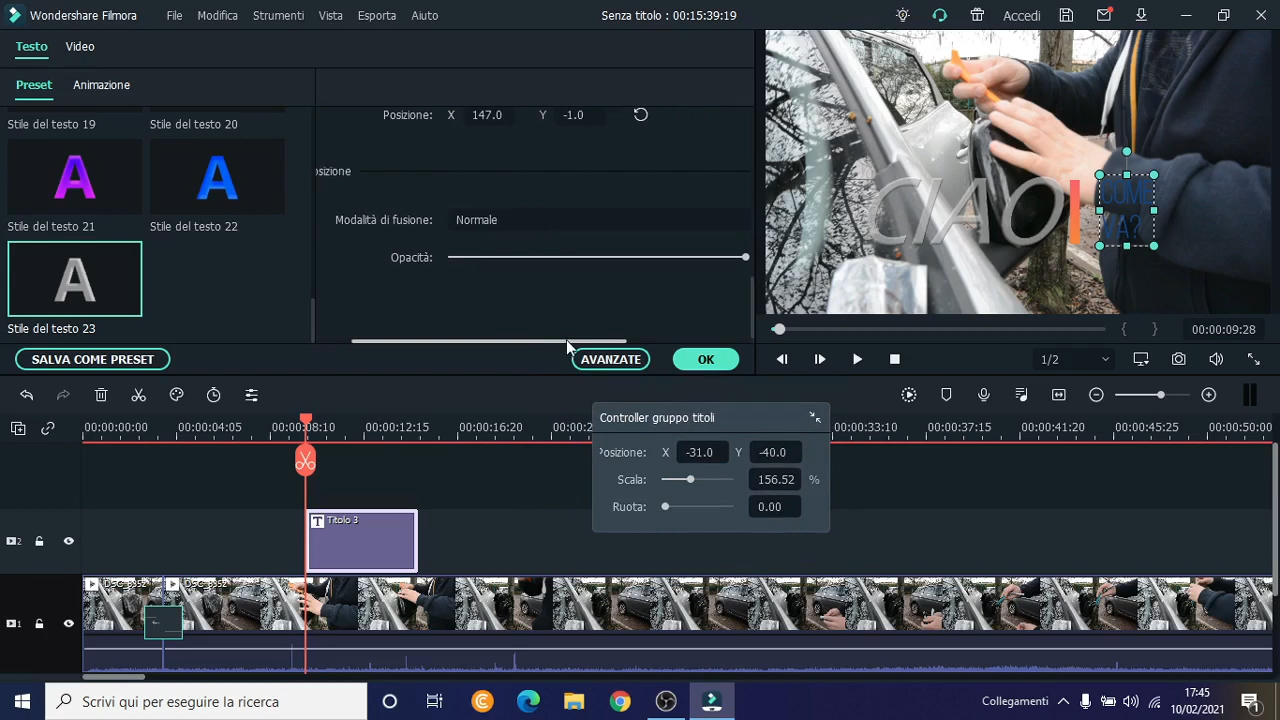 Wondershare Filmora
File
Modifica
Strumenti
Vista
Esporta
Aiuto
Senza titolo : 00:15:39:19
Accedi
Testo
Video
Preset
Animazione
Stile del testo 19
Stile del testo 20
Stile del testo 21
Stile del testo 22
Stile del testo 23
SALVA COME PRESET
Posizione:
X
147.0
Y
-1.0
osizione
Modalità di fusione:
Normale
Opacità:
AVANZATE
OK
CIAO
COME
VA?
00:00:09:28
1/2
00:00:00:00
00:00:04:05
00:00:08:10
00:00:12:15
00:00:16:20
00:00:2
00:00:33:10
00:00:37:15
00:00:41:20
00:00:45:25
00:00:50:00
Controller gruppo titoli
Posizione:
X
-31.0
Y
-40.0
Scala:
156.52
%
Ruota:
0.00
Titolo 3
2
1
Scrivi qui per eseguire la ricerca
Collegamenti
17:45
10/02/2021
1